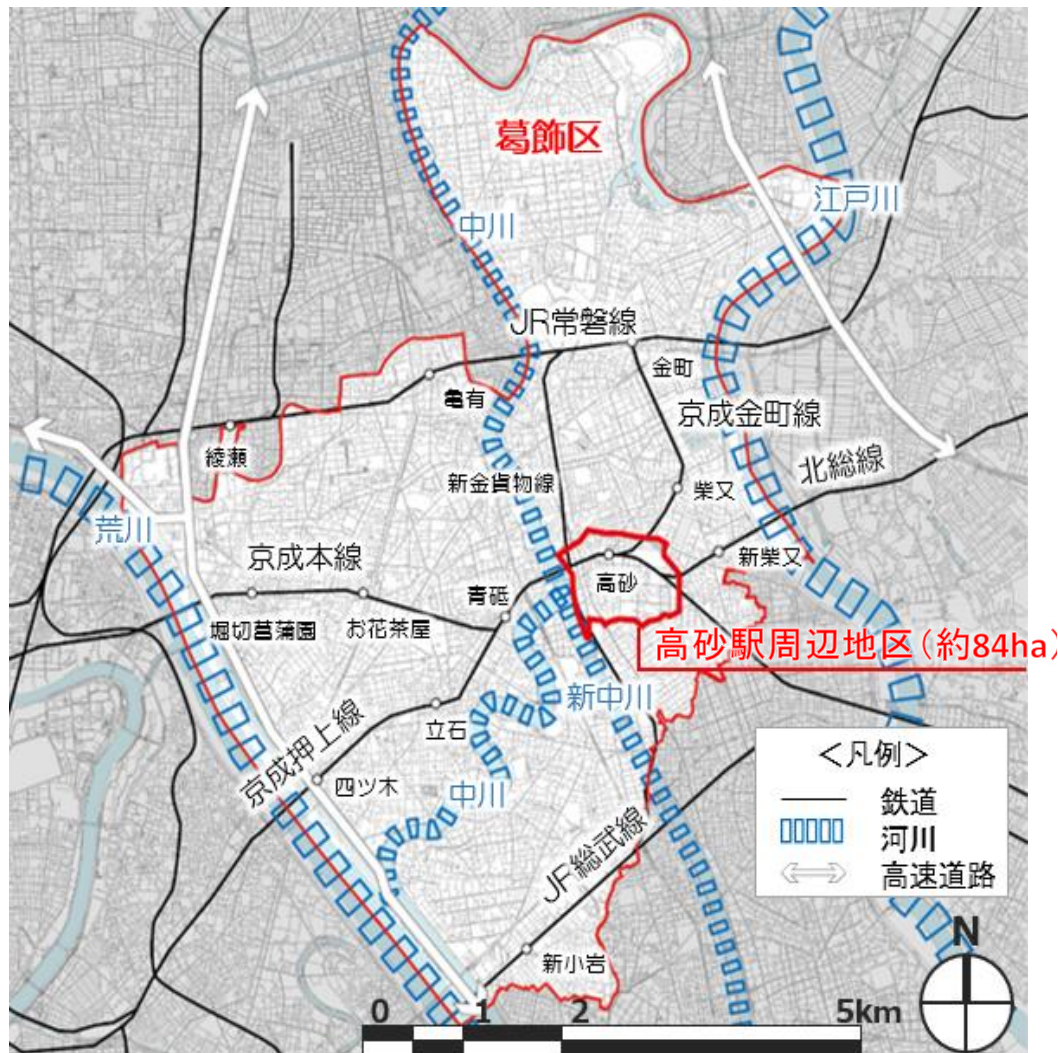 葛飾区
江戸川
中川
JR常磐線
金町
亀有
京成金町線
綾瀬
北総線
新金貨物線
柴又
荒川
京成本線
新柴又
高砂
青砥
堀切菖蒲園
お花茶屋
高砂駅周辺地区(約84ha)
新中川
立石
京成押上線
四ツ木
中川
JF総武線
新小岩
<凡例>
鉄道
河川
高速道路
N
0 1 2 5km